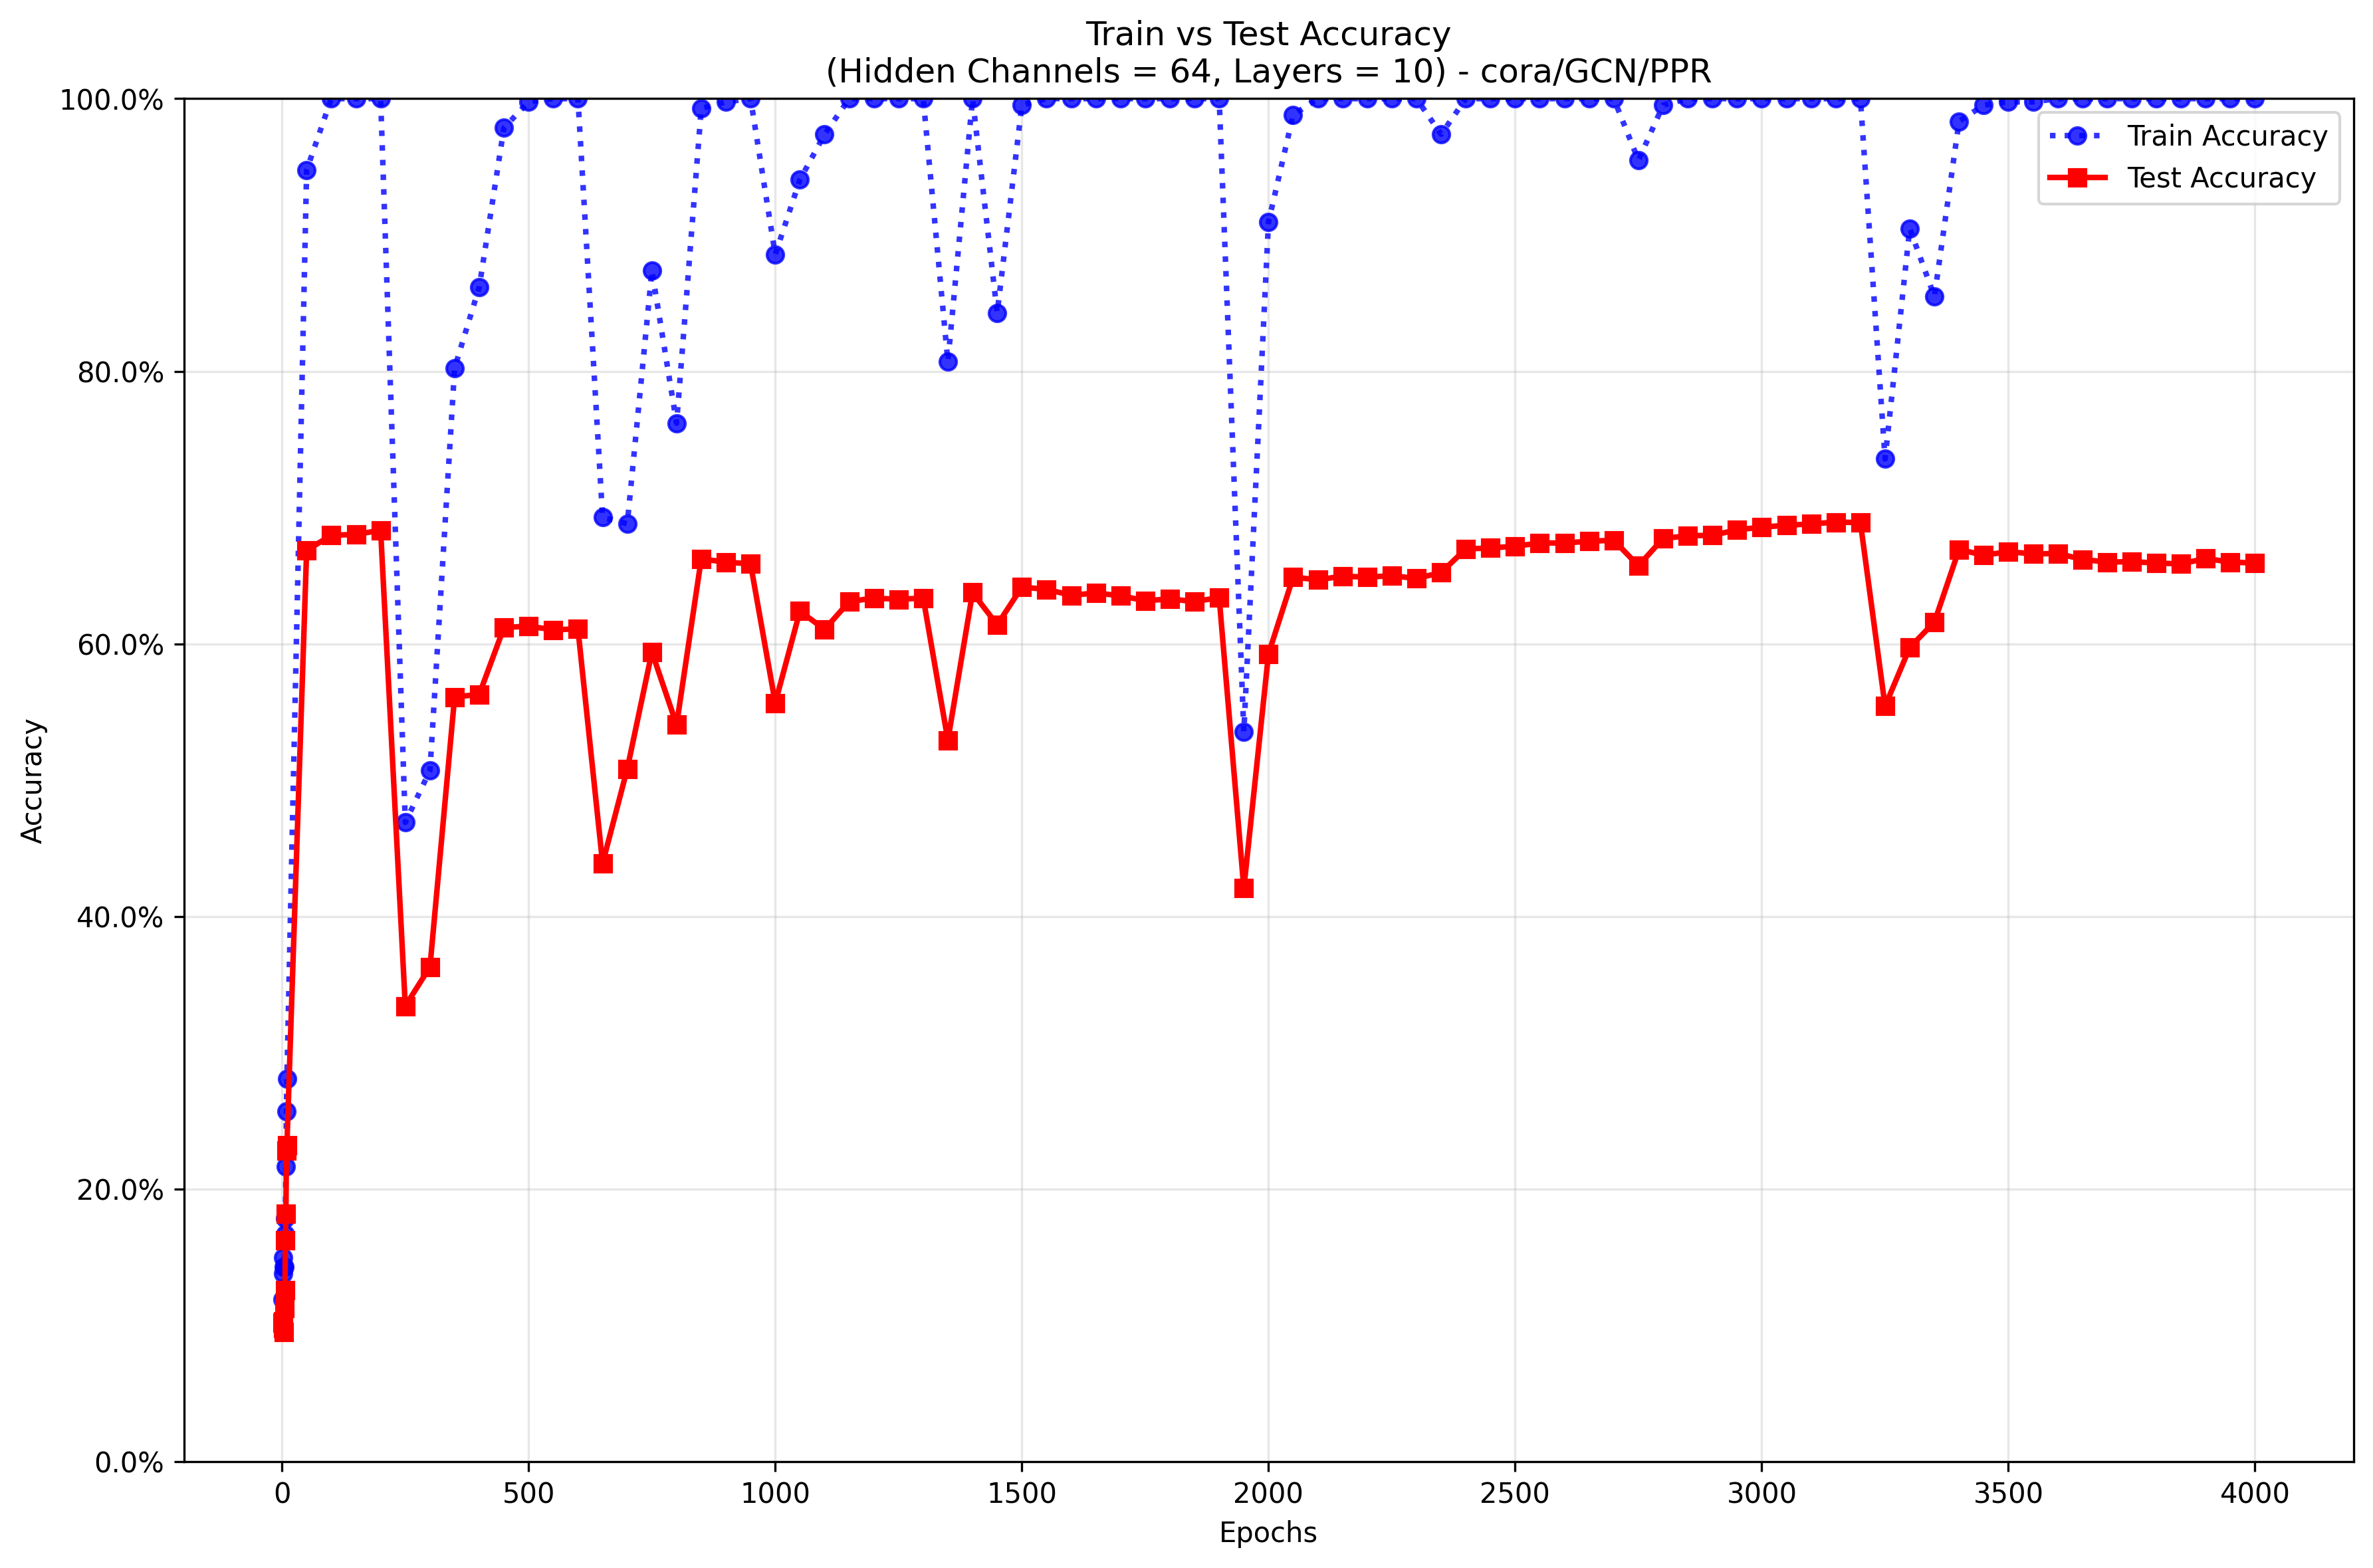 Train vs Test Accuracy
(Hidden Channels = 64, Layers = 10) - cora/GCN/PPR
100.0%
80.0%
60.0%
40.0%
20.0%
0.0%
Accuracy
Train Accuracy
Test Accuracy
0 500 1000 1500 2000 2500 3000 3500 4000
Epochs